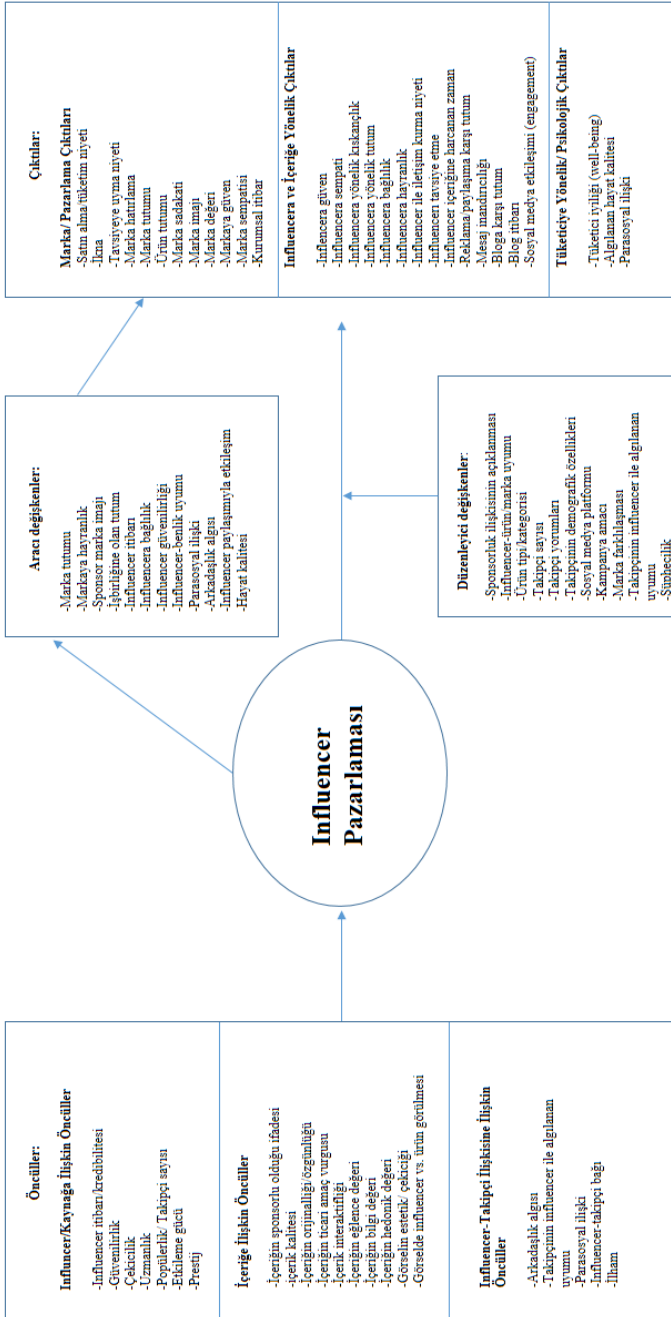 Öncüller:
Influncer/Kaynağa İlişkin Öncüller
-Influencer itibarı/kredibilitesi
-Güvenilirlik
-Çekicilik
-Uzmanlık
-Popülerlik/ Takipçi sayısı
-Etkileme gücü
-Prestij
İçeriğe İlişkin Öncüller
-İçeriğin sponsorlu olduğu ifadesi
-içerik kalitesi
-İçeriğin orijinalliği/özgünlüğü
-İçeriğin ticari amaç vurgusu
-İçerik interaktifliği
-İçeriğin eğlence değeri
-İçeriğin bilgi değeri
-İçeriğin hedonik değeri
-Görselin estetik/ çekiciği
-Görselde influencer vs. ürün görülmesi
Influencer-Takipçi İlişkisine İlişkin
Öncüller
-Arkadaşlık algısı
-Takipçinin influencer ile algılanan
uyumu
-Parasosyal ilişki
-Influencer-takipçi bağı
-İlham
Influencer
Pazarlaması
Aracı değişkenler:
-Marka tutumu
-Markaya hayranlık
-Sponsor marka imajı
-İşbirliğine olan tutum
-Influencer itibarı
-Influencera bağlılık
-Influencer güvenilirliği
-Influencer-benlik uyumu
-Parasosyal ilişki
-Arkadaşlık algısı
-Influencer paylaşımıyla etkileşim
-Hayat kalitesi
Düzenleyici değişkenler:
-Sponsorluk ilişkisinin açıklanması
-Influencer-ürün/marka uyumu
-Ürün tipi/kategorisi
-Takipçi sayısı
-Takipçi yorumları
-Takipçinin demografik özellikleri
-Sosyal medya platformu
-Kampanya amacı
-Marka farklılaşması
-Takipçinin influencer ile algılanan
uyumu
-Şüphecilik
Çıktılar:
Marka/ Pazarlama Çıktıları
-Satın alma/tüketim niyeti
-İkna
-Tavsiyeye uyma niyeti
-Marka hatırlama
-Marka tutumu
-Ürün tutumu
-Marka sadakati
-Marka imajı
-Marka değeri
-Markaya güven
-Marka sempatisi
-Kurumsal itibar
Influencera ve İçeriğe Yönelik Çıktılar
-Influencera güven
-Influencera sempati
-Influencera yönelik kıskançlık
-Influencera yönelik tutum
-Influencera bağlılık
-Influencera hayranlık
-Influencer ile iletişim kurma niyeti
-Influenceri tavsiye etme
-Influencer içeriğine harcanan zaman
-Reklama paylaşıma karşı tutum
-Mesaj inandırıcılığı
-Bloga karşı tutum
-Blog itibarı
-Sosyal medya etkileşimi (engagement)
Tüketiciye Yönelik/ Psikolojik Çıktılar
-Tüketici iyiliği (well-being)
-Algılanan hayat kalitesi
-Parasosyal ilişki